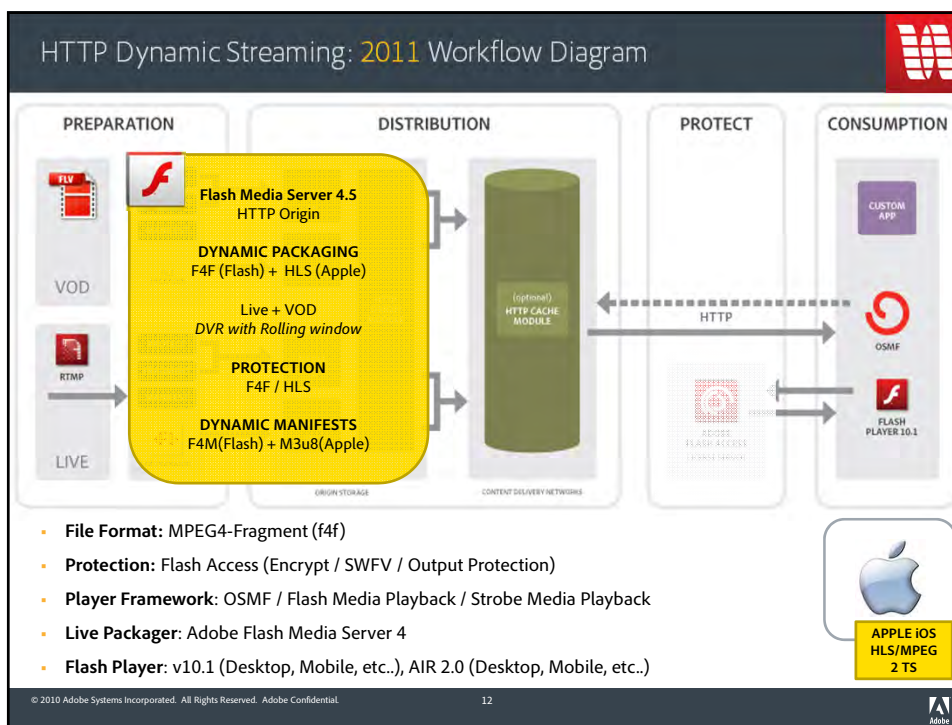 HTTP Dynamic Streaming: 2011 Workflow Diagram
PREPARATION
DISTRIBUTION
PROTECT
CONSUMPTION
FLV
VOD
RTMP
LIVE
Flash Media Server 4.5
HTTP Origin
DYNAMIC PACKAGING
F4F (Flash) + HLS (Apple)
Live + VOD
DVR with Rolling window
PROTECTION
F4F / HLS
DYNAMIC MANIFESTS
F4M(Flash) + M3u8(Apple)
ORIGIN STORAGE
(optional)
HTTP CACHE
MODULE
CONTENT DELIVERY NETWORKS
HTTP
ADOBE
FLASH ACCESS
CUSTOM
APP
OSMF
FLASH
PLAYER 10.1
▪ File Format: MPEG4-Fragment (f4f)
▪ Protection: Flash Access (Encrypt / SWFV / Output Protection)
▪ Player Framework: OSMF / Flash Media Playback / Strobe Media Playback
▪ Live Packager: Adobe Flash Media Server 4
▪ Flash Player: v10.1 (Desktop, Mobile, etc..), AIR 2.0 (Desktop, Mobile, etc..)
APPLE iOS
HLS/MPEG
2 TS
© 2010 Adobe Systems Incorporated. All Rights Reserved. Adobe Confidential.
12
Adobe